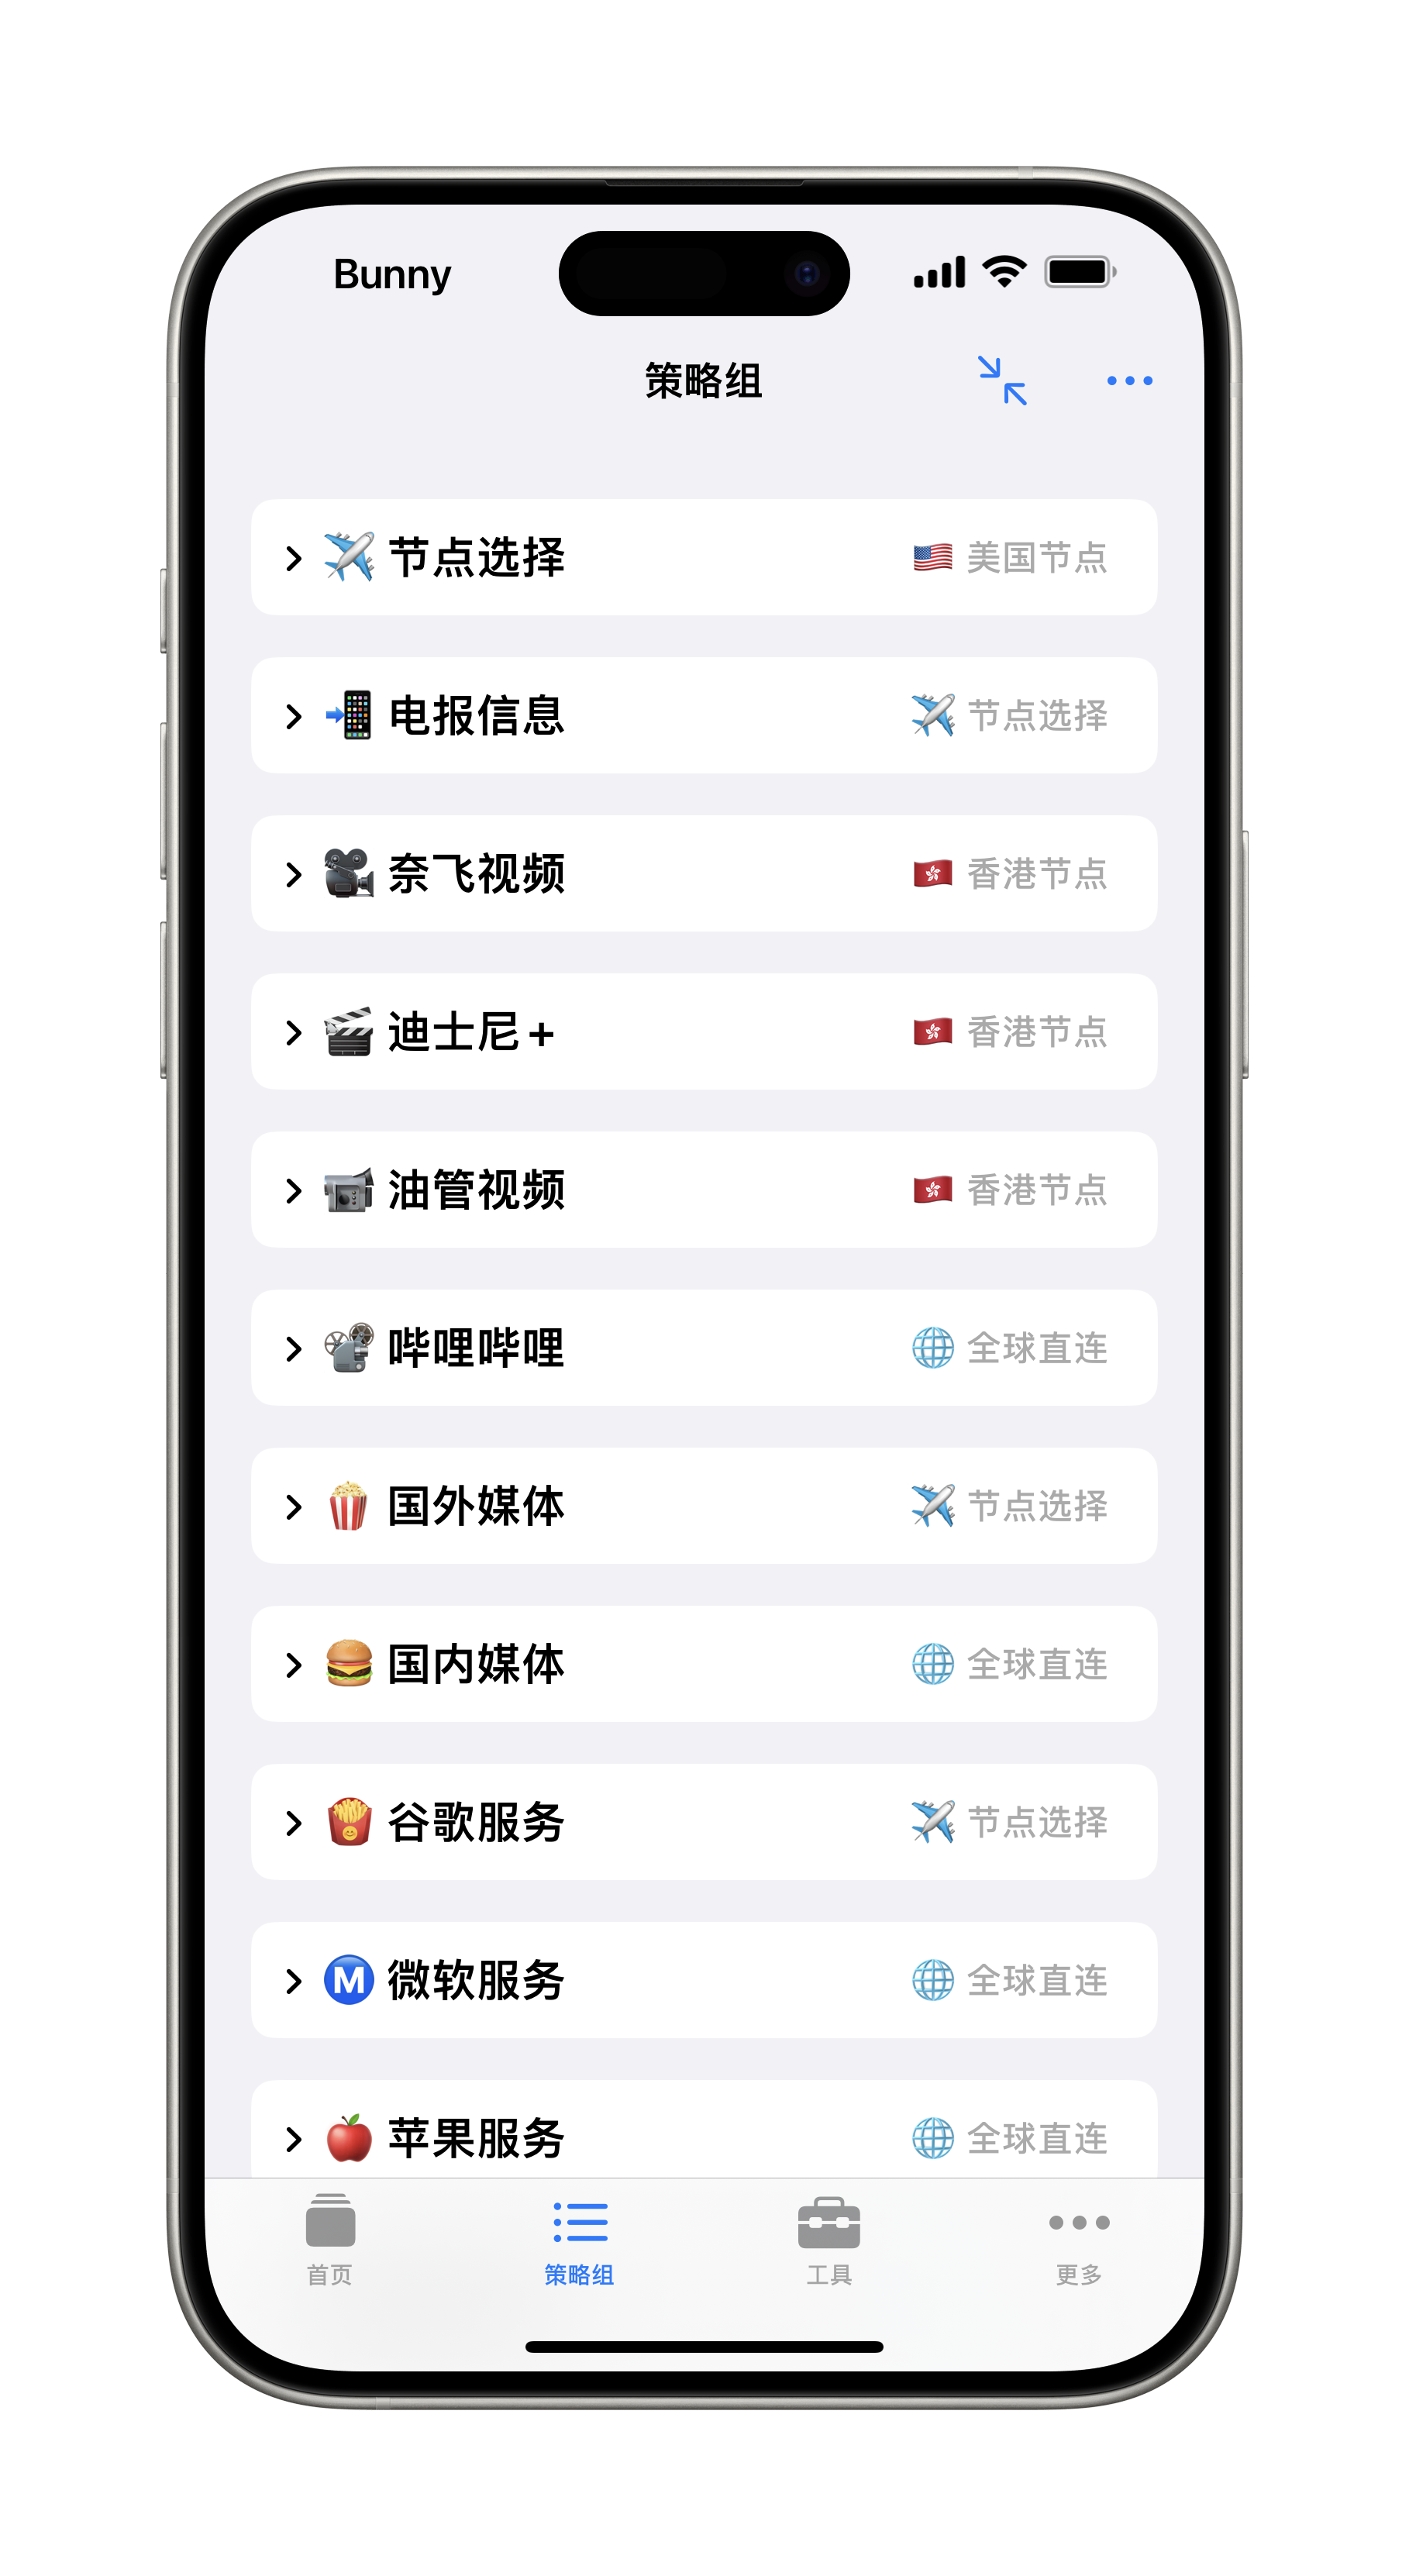 Bunny
策略组
节点选择 美国节点
电报信息 节点选择
奈飞视频 香港节点
迪士尼+ 香港节点
油管视频 香港节点
哔哩哔哩 全球直连
国外媒体 节点选择
国内媒体 全球直连
谷歌服务 节点选择
Ⓜ️ 微软服务 全球直连
苹果服务 全球直连
首页 策略组 工具 更多